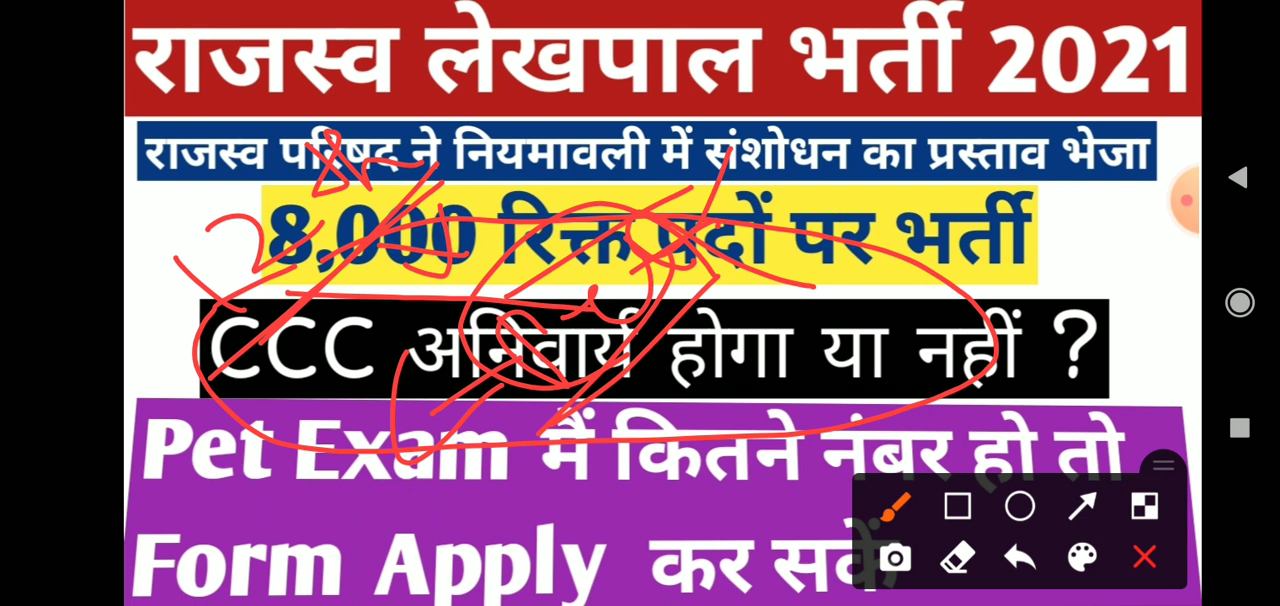 राजस्व लेखपाल भर्ती 2021
राजस्व परिषद ने नियमावली में संशोधन का प्रस्ताव भेजा
8,000 रिक्त पदों पर भर्ती
CCC अनिवार्य होगा या नहीं ?
Pet Exam मैं कितने नंबर हो तो
Form Apply कर सकें